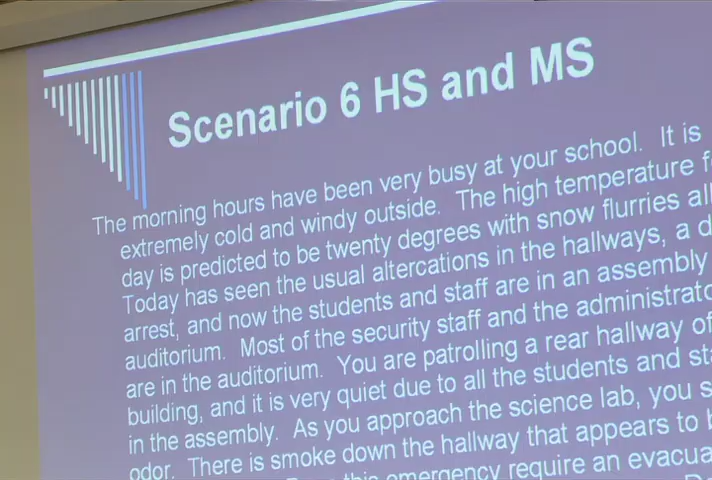 Scenario 6 HS and MS
The morning hours have been very busy at your school. It is
extremely cold and windy outside. The high temperature
day is predicted to be twenty degrees with snow flurries
Today has seen the usual altercations in the hallways, a
arrest, and now the students and staff are in an assembly
auditorium. Most of the security staff and the
are in the auditorium. You are patrolling a rear hallway of
building, and it is very quiet due to all the students and
in the assembly. As you approach the science lab, you
odor. There is smoke down the hallway that appears to
this emergency require an